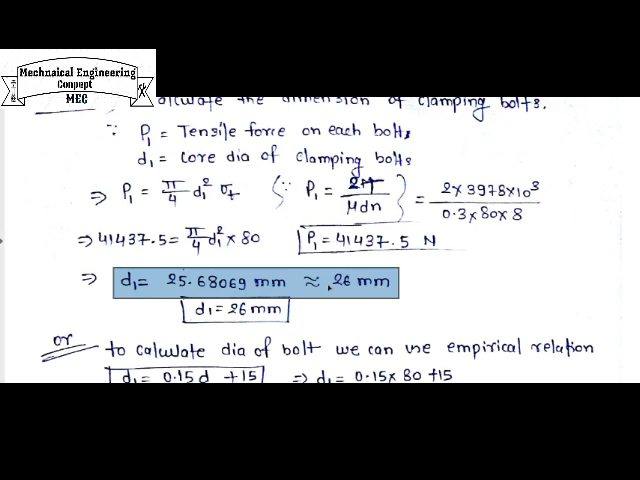 Mechnaical Engineering
Conpept
MEC
calculate the dimension of clamping bolts.
∵ P₁ = Tensile force on each bolts
d₁ = core dia of clamping bolts
⇒ P₁ = π/4 d₁² σt {∵ P₁ = 2T/μdn} = 2×3978×10³/0.3×80×8
⇒ 41437.5 = π/4 d₁² × 80 P₁ = 41437.5 N
⇒ d₁ = 25.68069 mm ≈ 26 mm
d₁ = 26 mm
or to calculate dia of bolt we can use empirical relation
d₁ = 0.15d + 15 ⇒ d₁ = 0.15 × 80 + 15